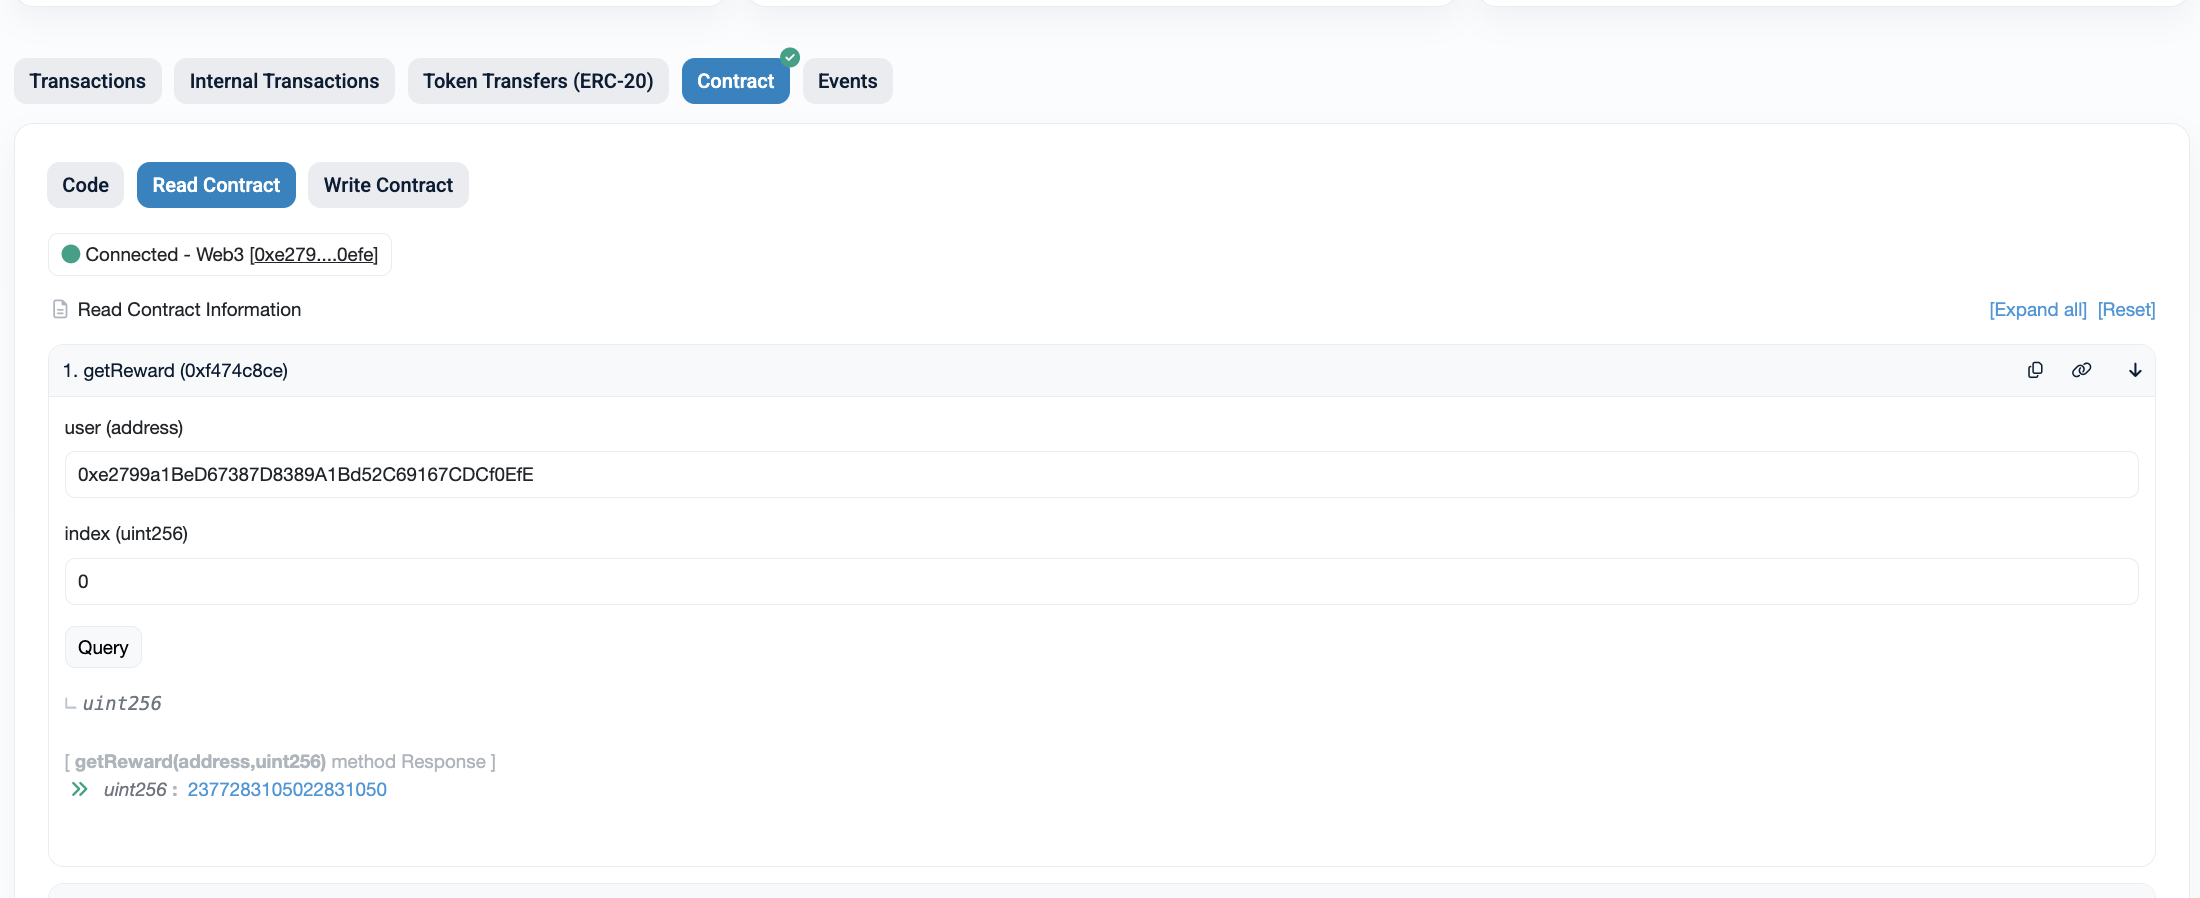 Transactions
Internal Transactions
Token Transfers (ERC-20)
Contract
Events
Code
Read Contract
Write Contract
Connected - Web3 [0xe279....0efe]
Read Contract Information
[Expand all] [Reset]
1. getReward (0xf474c8ce)
user (address)
0xe2799a1BeD67387D8389A1Bd52C69167CDCf0EfE
index (uint256)
0
Query
uint256
[ getReward(address,uint256) method Response ]
uint256 : 2377283105022831050